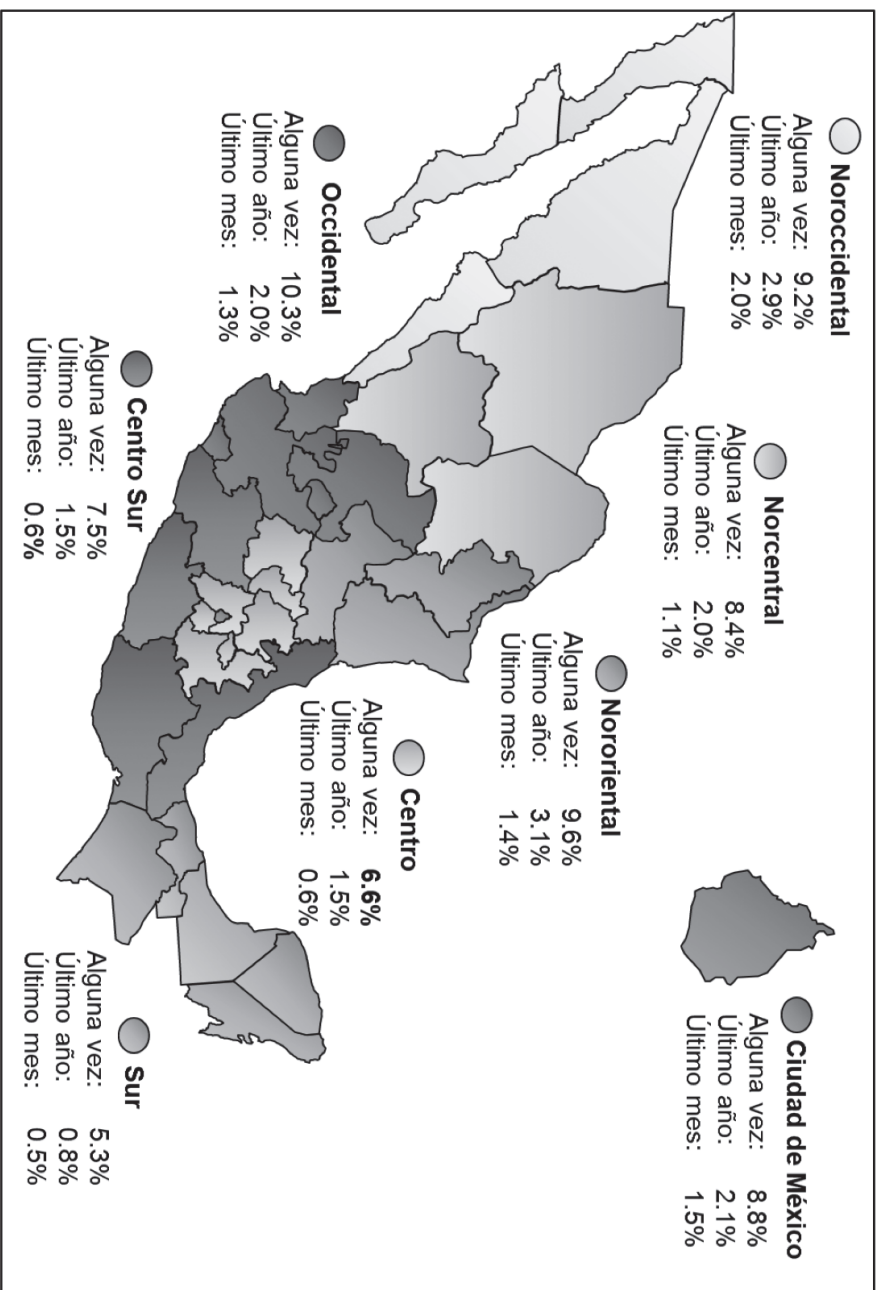 Noroccidental
Alguna vez: 9.2%
Último año: 2.9%
Último mes: 2.0%
Norcentral
Alguna vez: 8.4%
Último año: 2.0%
Último mes: 1.1%
Ciudad de México
Alguna vez: 8.8%
Último año: 2.1%
Último mes: 1.5%
Nororiental
Alguna vez: 9.6%
Último año: 3.1%
Último mes: 1.4%
Occidental
Alguna vez: 10.3%
Último año: 2.0%
Último mes: 1.3%
Centro
Alguna vez: 6.6%
Último año: 1.5%
Último mes: 0.6%
Centro Sur
Alguna vez: 7.5%
Último año: 1.5%
Último mes: 0.6%
Sur
Alguna vez: 5.3%
Último año: 0.8%
Último mes: 0.5%